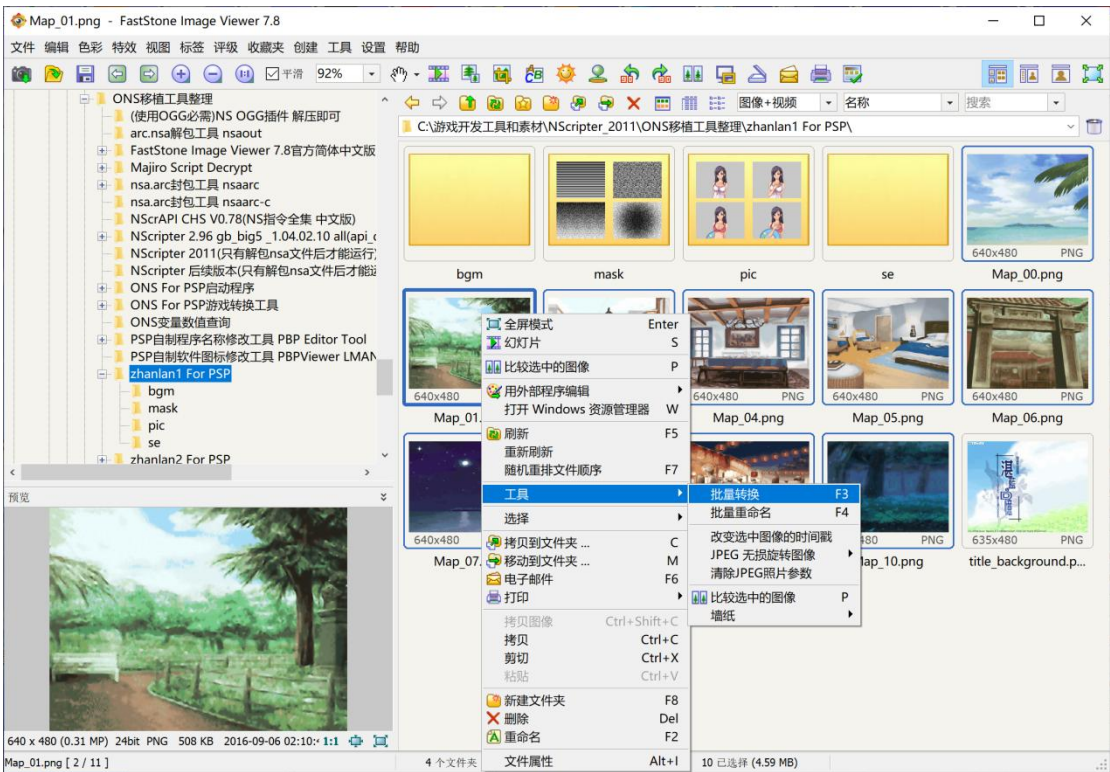 Map_01.png - FastStone Image Viewer 7.8
文件 编辑 色彩 特效 视图 标签 评级 收藏夹 创建 工具 设置 帮助
平滑 92%
ONS移植工具整理
(使用OGG必需)NS OGG插件 解压即可
arc.nsa解包工具 nsaout
FastStone Image Viewer 7.8官方简体中文版
Majiro Script Decrypt
nsa.arc封包工具 nsaarc
nsa.arc封包工具 nsaarc-c
NScrAPI CHS V0.78(NS指令全集 中文版)
NScripter 2.96 gb_big5 _1.04.02.10 all(api_
NScripter 2011(只有解包nsa文件后才能运行
NScripter 后续版本(只有解包nsa文件后才能
ONS For PSP启动程序
ONS For PSP游戏转换工具
ONS变量数值查询
PSP自制程序名称修改工具 PBP Editor Tool
PSP自制软件图标修改工具 PBPViewer LMAN
zhanlan1 For PSP
bgm
mask
pic
se
zhanlan2 For PSP
预览
640 x 480 (0.31 MP) 24bit PNG 508 KB 2016-09-06 02:10: 1:1
Map_01.png [ 2 / 11 ]
图像+视频 名称 搜索
C:\游戏开发工具和素材\NScripter_2011\ONS移植工具整理\zhanlan1 For PSP\
640x480 PNG
bgm mask pic se Map_00.png
640x480 640x480 PNG 640x480 PNG 640x480 PNG
Map_01. Map_04.png Map_05.png Map_06.png
640x480 480 PNG 635x480 PNG
Map_07. Map_10.png title_background.p...
全屏模式 Enter
幻灯片 S
比较选中的图像 P
用外部程序编辑
打开 Windows 资源管理器 W
刷新 F5
重新刷新
随机重排文件顺序 F7
工具
选择
拷贝到文件夹 ... C
移动到文件夹 ... M
电子邮件 F6
打印
拷贝图像 Ctrl+Shift+C
拷贝 Ctrl+C
剪切 Ctrl+X
粘贴 Ctrl+V
新建文件夹 F8
删除 Del
重命名 F2
文件属性 Alt+I
批量转换 F3
批量重命名 F4
改变选中图像的时间戳
JPEG 无损旋转图像
清除JPEG照片参数
比较选中的图像 P
墙纸
4 个文件夹 10 已选择 (4.59 MB)